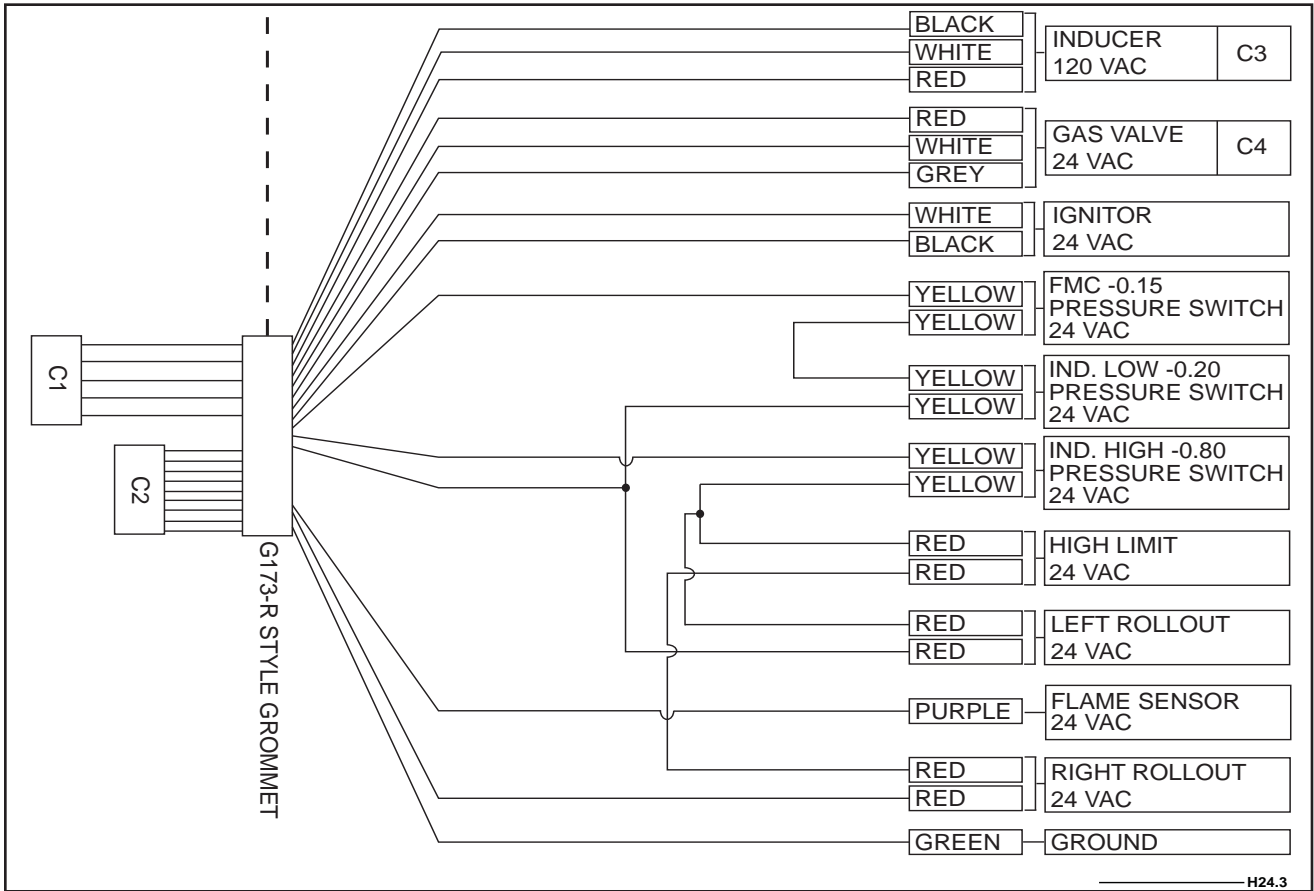 BLACK
WHITE
RED
INDUCER
120 VAC
C3
RED
WHITE
GREY
GAS VALVE
24 VAC
C4
WHITE
BLACK
IGNITOR
24 VAC
YELLOW
YELLOW
FMC -0.15
PRESSURE SWITCH
24 VAC
YELLOW
YELLOW
IND. LOW -0.20
PRESSURE SWITCH
24 VAC
YELLOW
YELLOW
IND. HIGH -0.80
PRESSURE SWITCH
24 VAC
RED
RED
HIGH LIMIT
24 VAC
RED
RED
LEFT ROLLOUT
24 VAC
PURPLE
FLAME SENSOR
24 VAC
RED
RED
RIGHT ROLLOUT
24 VAC
GREEN
GROUND
C1
C2
G173-R STYLE GROMMET
H24.3